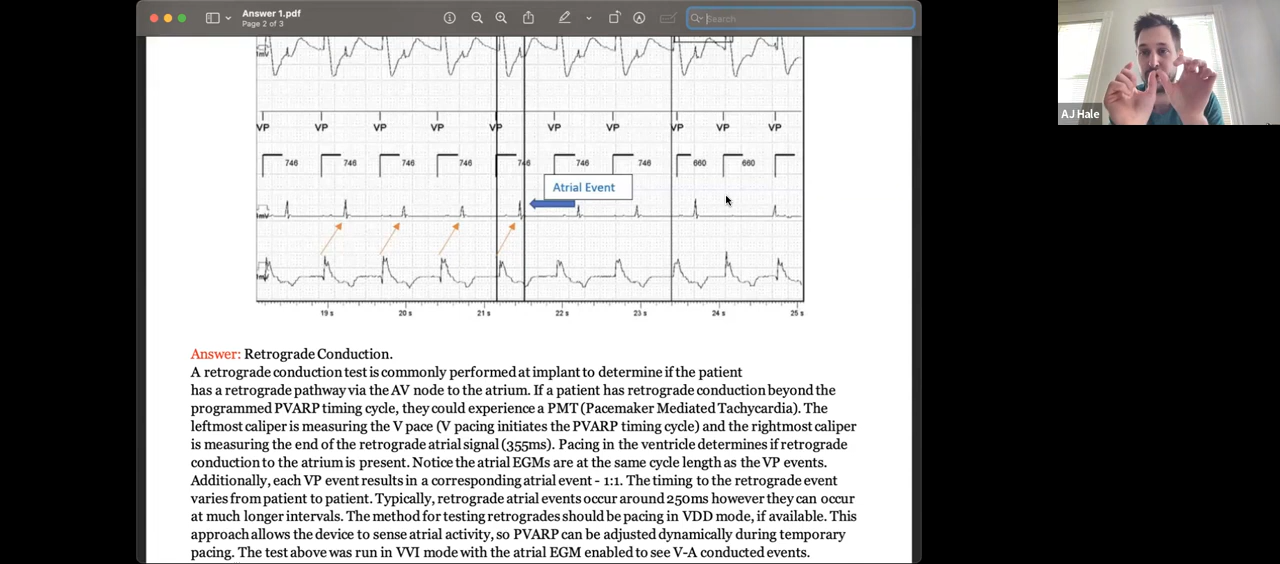 Answer 1.pdf
Page 2 of 3
Search
AJ Hale
1mV
VP VP VP VP VP VP VP VP VP VP
746 746 746 746 746 746 746 660 660
Atrial Event
1mV
1mV
19 s 20 s 21 s 22 s 23 s 24 s 25 s
Answer: Retrograde Conduction.
A retrograde conduction test is commonly performed at implant to determine if the patient
has a retrograde pathway via the AV node to the atrium. If a patient has retrograde conduction beyond the
programmed PVARP timing cycle, they could experience a PMT (Pacemaker Mediated Tachycardia). The
leftmost caliper is measuring the V pace (V pacing initiates the PVARP timing cycle) and the rightmost caliper
is measuring the end of the retrograde atrial signal (355ms). Pacing in the ventricle determines if retrograde
conduction to the atrium is present. Notice the atrial EGMs are at the same cycle length as the VP events.
Additionally, each VP event results in a corresponding atrial event - 1:1. The timing to the retrograde event
varies from patient to patient. Typically, retrograde atrial events occur around 250ms however they can occur
at much longer intervals. The method for testing retrogrades should be pacing in VDD mode, if available. This
approach allows the device to sense atrial activity, so PVARP can be adjusted dynamically during temporary
pacing. The test above was run in VVI mode with the atrial EGM enabled to see V-A conducted events.